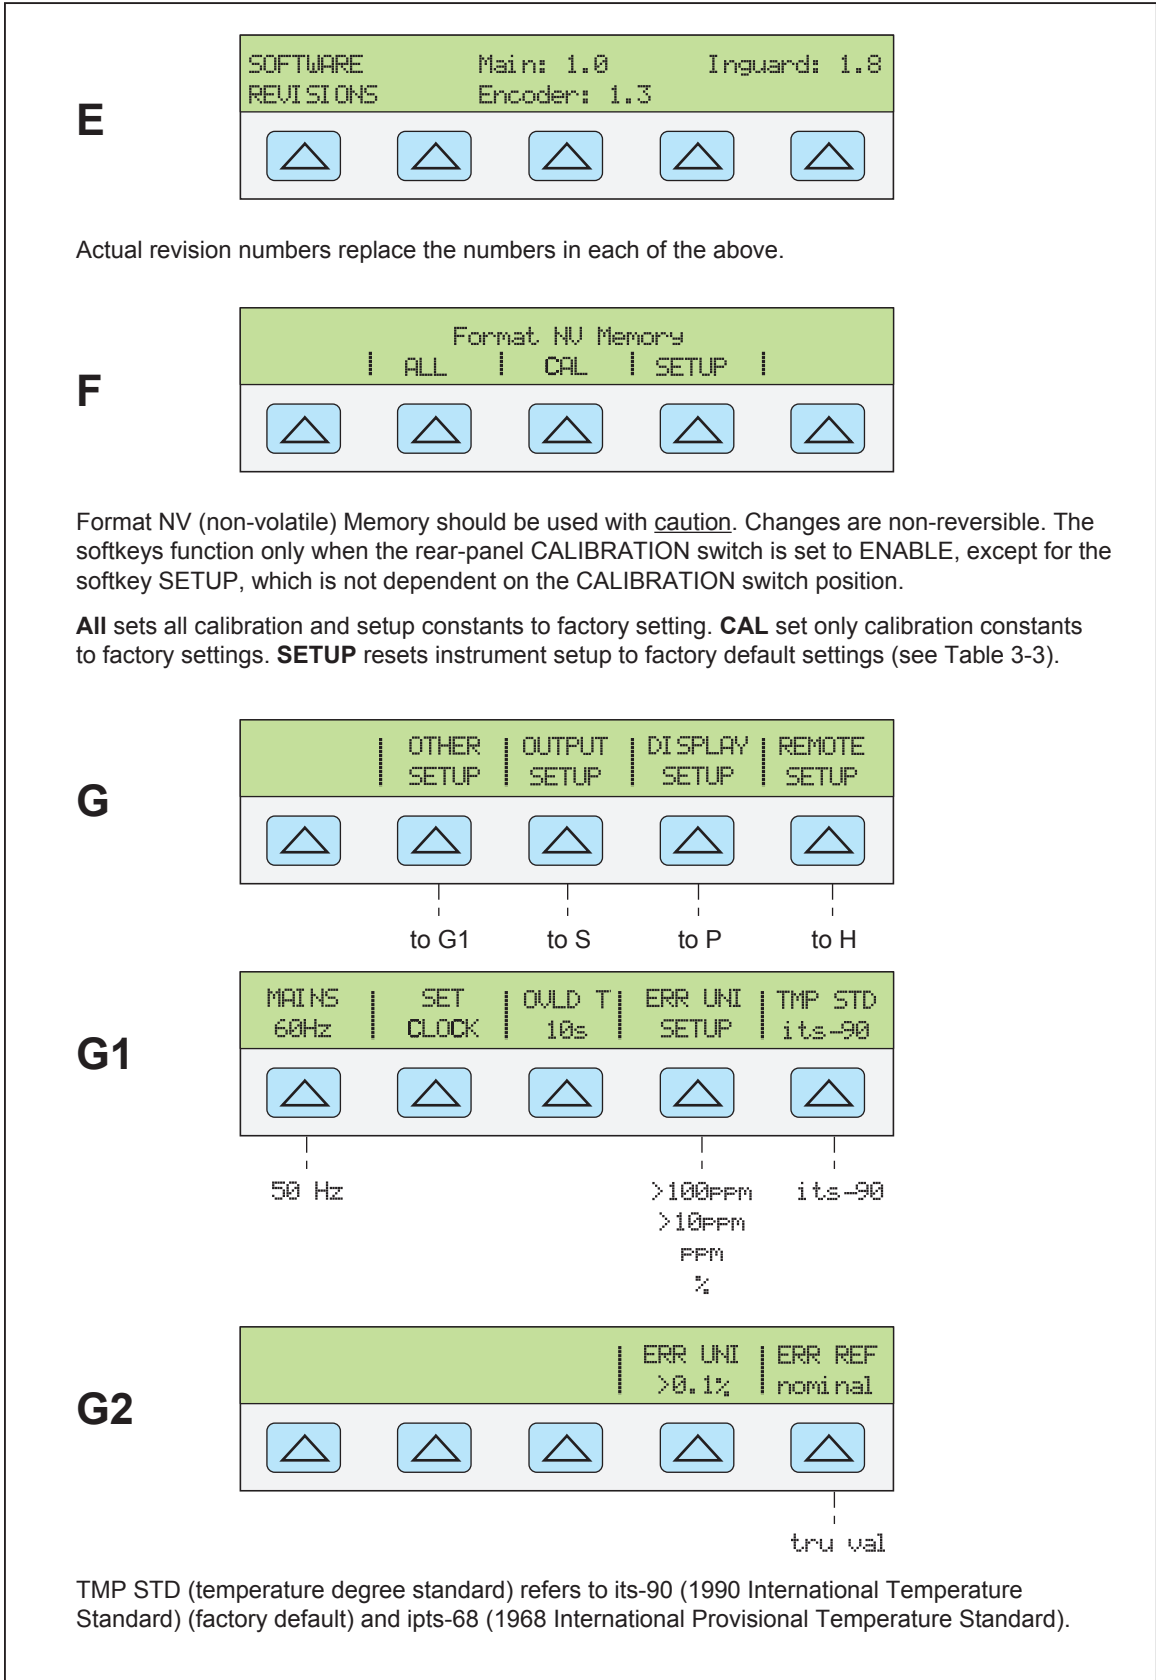 E
SOFTWARE Main: 1.0 Inguard: 1.8
REVISIONS Encoder: 1.3
Actual revision numbers replace the numbers in each of the above.
F
Format NV Memory
ALL CAL SETUP
Format NV (non-volatile) Memory should be used with caution. Changes are non-reversible. The
softkeys function only when the rear-panel CALIBRATION switch is set to ENABLE, except for the
softkey SETUP, which is not dependent on the CALIBRATION switch position.
All sets all calibration and setup constants to factory setting. CAL set only calibration constants
to factory settings. SETUP resets instrument setup to factory default settings (see Table 3-3).
G
OTHER OUTPUT DISPLAY REMOTE
SETUP SETUP SETUP SETUP
to G1 to S to P to H
G1
MAINS SET OVLD T ERR UNI TMP STD
60Hz CLOCK 10s SETUP its-90
50 Hz >100ppm its-90
>10ppm
ppm
%
G2
ERR UNI ERR REF
>0.1% nominal
tru val
TMP STD (temperature degree standard) refers to its-90 (1990 International Temperature
Standard) (factory default) and ipts-68 (1968 International Provisional Temperature Standard).